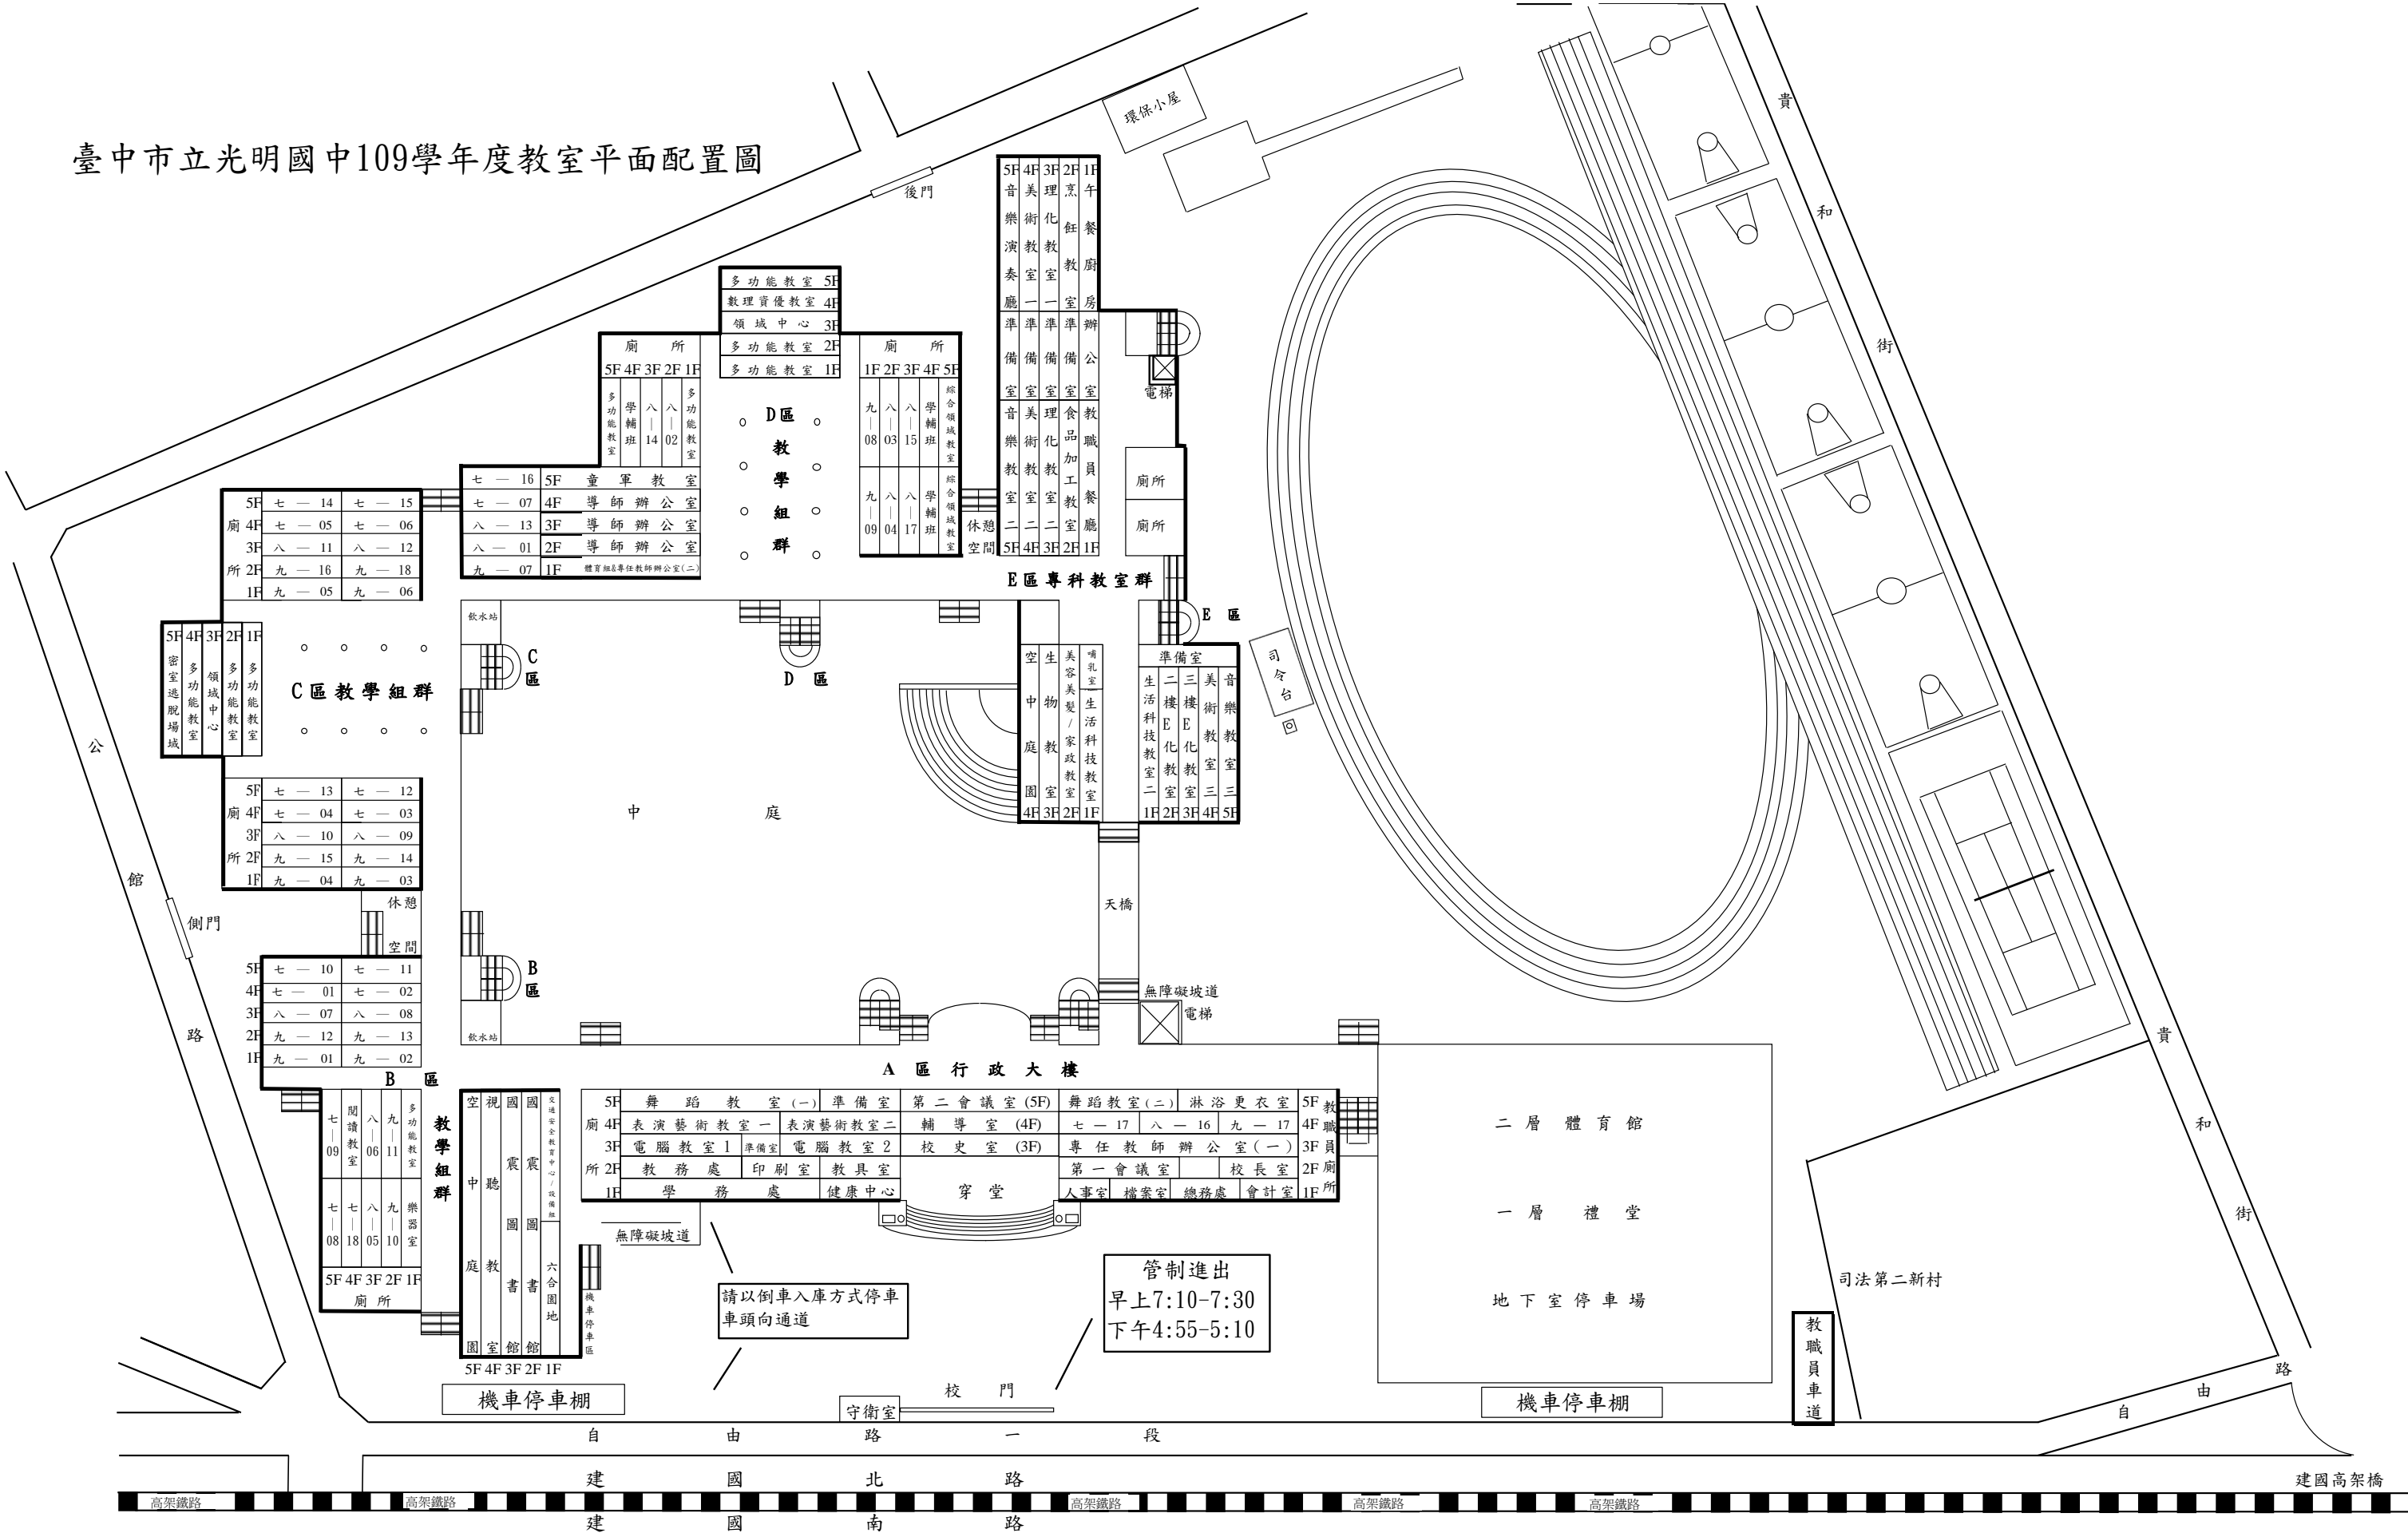 臺中市立光明國中109學年度教室平面配置圖
環保小屋
後門
貴
和
街
5F 4F 3F 2F 1F
音樂演奏廳
美術教室一
理化教室一
烹飪教室
午餐廚房
準備室
準備室
準備室
準備室
辦公室
音樂教室二
美術教室二
理化教室二
食品加工教室
教職員餐廳
5F 4F 3F 2F 1F
電梯
廁所
廁所
休憩
空間
E區專科教室群
多功能教室 5F
數理資優教室 4F
領域中心 3F
多功能教室 2F
多功能教室 1F
廁所
5F 4F 3F 2F 1F
多功能教室
學輔班
八—14
八—02
多功能教室
廁所
1F 2F 3F 4F 5F
九—08
八—03
八—15
學輔班
綜合領域教室
九—09
八—04
八—17
學輔班
綜合領域教室
D區
教
學
組
群
七—16 5F 童軍教室
七—07 4F 導師辦公室
八—13 3F 導師辦公室
八—01 2F 導師辦公室
九—07 1F 體育組&專任教師辦公室(二)
廁所
5F 七—14 七—15
4F 七—05 七—06
3F 八—11 八—12
2F 九—16 九—18
1F 九—05 九—06
5F 4F 3F 2F 1F
密室逃脫場域
多功能教室
領域中心
多功能教室
多功能教室
C區教學組群
廁所
5F 七—13 七—12
4F 七—04 七—03
3F 八—10 八—09
2F 九—15 九—14
1F 九—04 九—03
休憩
空間
側門
公
館
路
飲水站
C
區
D 區
E 區
中庭
空中庭園
生物教室
美容美髮/家政教室
哺乳室
生活科技教室一
4F 3F 2F 1F
準備室
生活科技教室二
二樓E化教室
三樓E化教室
美術教室三
音樂教室三
1F 2F 3F 4F 5F
司令台
天橋
無障礙坡道
電梯
B
區
飲水站
5F 七—10 七—11
4F 七—01 七—02
3F 八—07 八—08
2F 九—12 九—13
1F 九—01 九—02
B 區
教
學
組
群
七—09
閱讀教室
八—06
九—11
多功能教室
七—08
七—18
八—05
九—10
樂器室
5F 4F 3F 2F 1F
廁所
空中庭園
視聽教室
國震圖書館
國震圖書館
交通安全教育中心/設備組
六合園地
5F 4F 3F 2F 1F
機車停車區
A 區行政大樓
廁所
5F 舞蹈教室(一) 準備室 第二會議室(5F) 舞蹈教室(二) 淋浴更衣室 5F
4F 表演藝術教室一 表演藝術教室二 輔導室(4F) 七—17 八—16 九—17 4F
3F 電腦教室1 準備室 電腦教室2 校史室(3F) 專任教師辦公室(一) 3F
2F 教務處 印刷室 教具室 第一會議室 校長室 2F
1F 學務處 健康中心 穿堂 人事室 檔案室 總務處 會計室 1F
教職員廁所
無障礙坡道
請以倒車入庫方式停車
車頭向通道
管制進出
早上7:10-7:30
下午4:55-5:10
二層體育館
一層禮堂
地下室停車場
貴
和
街
司法第二新村
教職員車道
機車停車棚
守衛室
校門
機車停車棚
自由路一段
自由路
建國北路
建國高架橋
高架鐵路 高架鐵路 高架鐵路 高架鐵路 高架鐵路
建國南路